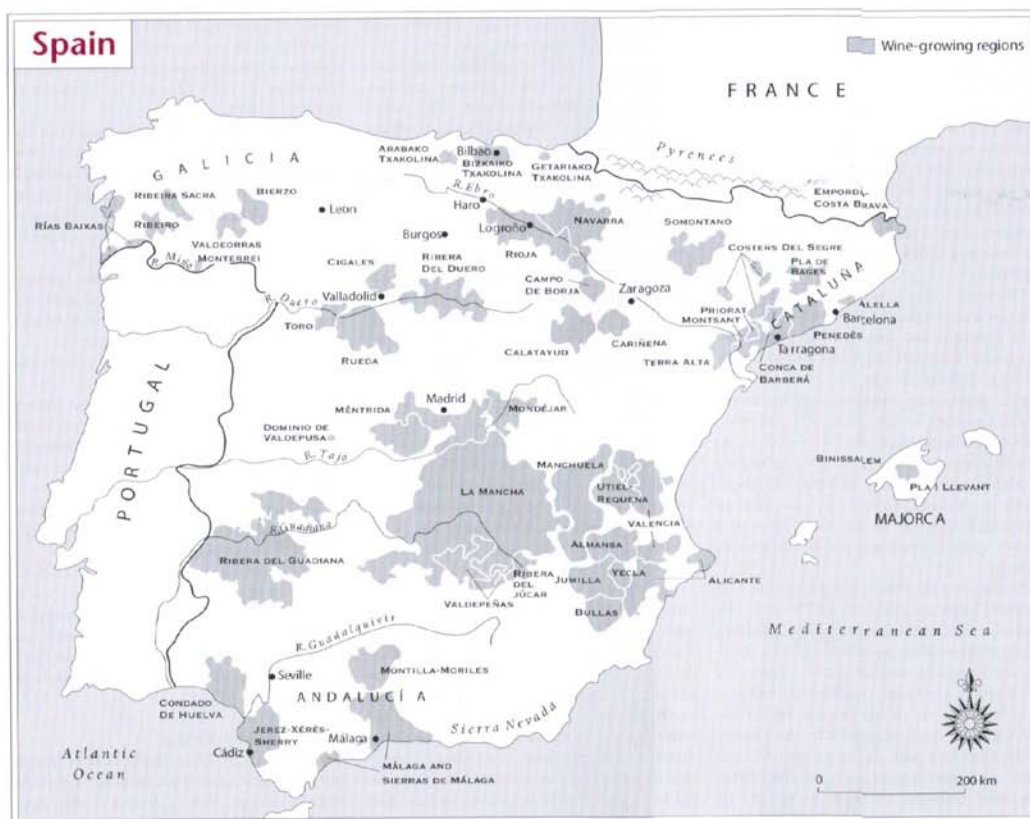 Spain
Wine-growing regions
FRANCE
Pyrenees
GALICIA
ARABAKO
TXAKOLINA
Bilbao
BIZKAIKO
TXAKOLINA
GETARIAKO
TXAKOLINA
R. Ebro
Haro
RIBEIRA SACRA
BIERZO
Leon
RÍAS BAIXAS
RIBEIRO
VALDEORRAS
MONTERREI
Burgos
Logroño
NAVARRA
RIOJA
SOMONTANO
EMPORDÀ-
COSTA BRAVA
COSTERS DEL SEGRE
PLA DE
BAGES
CIGALES
RIBERA
DEL DUERO
CAMPO
DE BORJA
Zaragoza
CATALUÑA
ALELLA
Barcelona
PRIORAT
MONTSANT
PENEDÈS
Tarragona
CONCA DE
BARBERÁ
TERRA ALTA
R. Duero
Valladolid
TORO
RUEDA
CALATAYUD
CARIÑENA
PORTUGAL
MÉNTRIDA
Madrid
MONDÉJAR
DOMINIO DE
VALDEPUSA
R. Tajo
LA MANCHA
MANCHUELA
UTIEL-
REQUENA
VALENCIA
BINISSALEM
PLA I LLEVANT
MAJORCA
R. Guadiana
RIBERA DEL GUADIANA
ALMANSA
RIBERA
DEL
JÚCAR
JUMILLA
YECLA
ALICANTE
VALDEPEÑAS
BULLAS
R. Guadalquivir
Mediterranean Sea
Seville
MONTILLA-MORILES
ANDALUCÍA
CONDADO
DE HUELVA
JEREZ-XÉRÈS-
SHERRY
Málaga
Sierra Nevada
Cádiz
MÁLAGA AND
SIERRAS DE MÁLAGA
Atlantic
Ocean
0
200 km